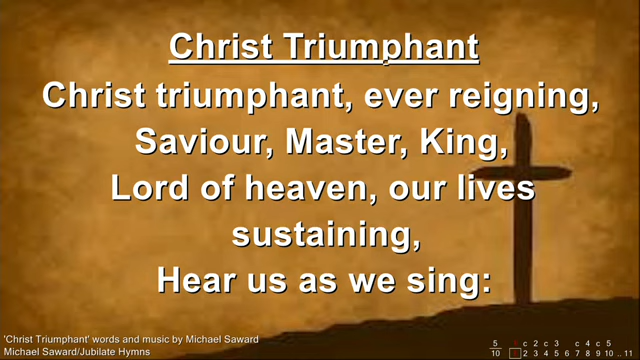 Christ Triumphant
Christ triumphant, ever reigning,
Saviour, Master, King,
Lord of heaven, our lives
sustaining,
Hear us as we sing:
'Christ Triumphant' words and music by Michael Saward
Michael Saward/Jubilate Hymns
5 c 2 c 3 c 4 c 5
10 2 3 4 5 6 7 8 9 10 .. 11